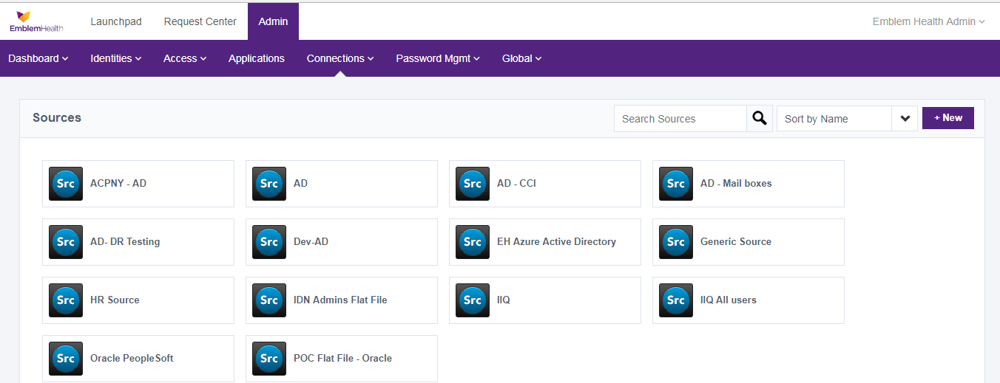 EmblemHealth Launchpad Request Center Admin Emblem Health Admin
Dashboard Identities Access Applications Connections Password Mgmt Global
Sources Search Sources Sort by Name + New
Src ACPNY - AD Src AD Src AD - CCI Src AD - Mail boxes
Src AD- DR Testing Src Dev-AD Src EH Azure Active Directory Src Generic Source
Src HR Source Src IDN Admins Flat File Src IIQ Src IIQ All users
Src Oracle PeopleSoft Src POC Flat File - Oracle